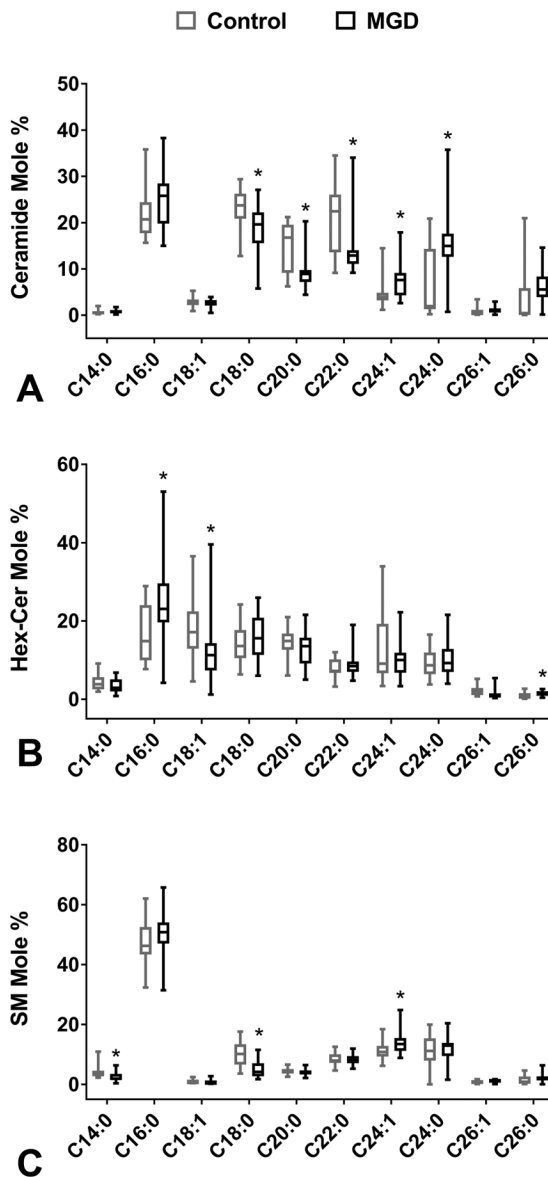 Control MGD
Ceramide Mole %
50
40
30
20
10
0
* * * * *
C14:0 C16:0 C18:1 C18:0 C20:0 C22:0 C24:1 C24:0 C26:1 C26:0
A
Hex-Cer Mole %
60
40
20
0
* * *
C14:0 C16:0 C18:1 C18:0 C20:0 C22:0 C24:1 C24:0 C26:1 C26:0
B
SM Mole %
80
60
40
20
0
* * *
C14:0 C16:0 C18:1 C18:0 C20:0 C22:0 C24:1 C24:0 C26:1 C26:0
C